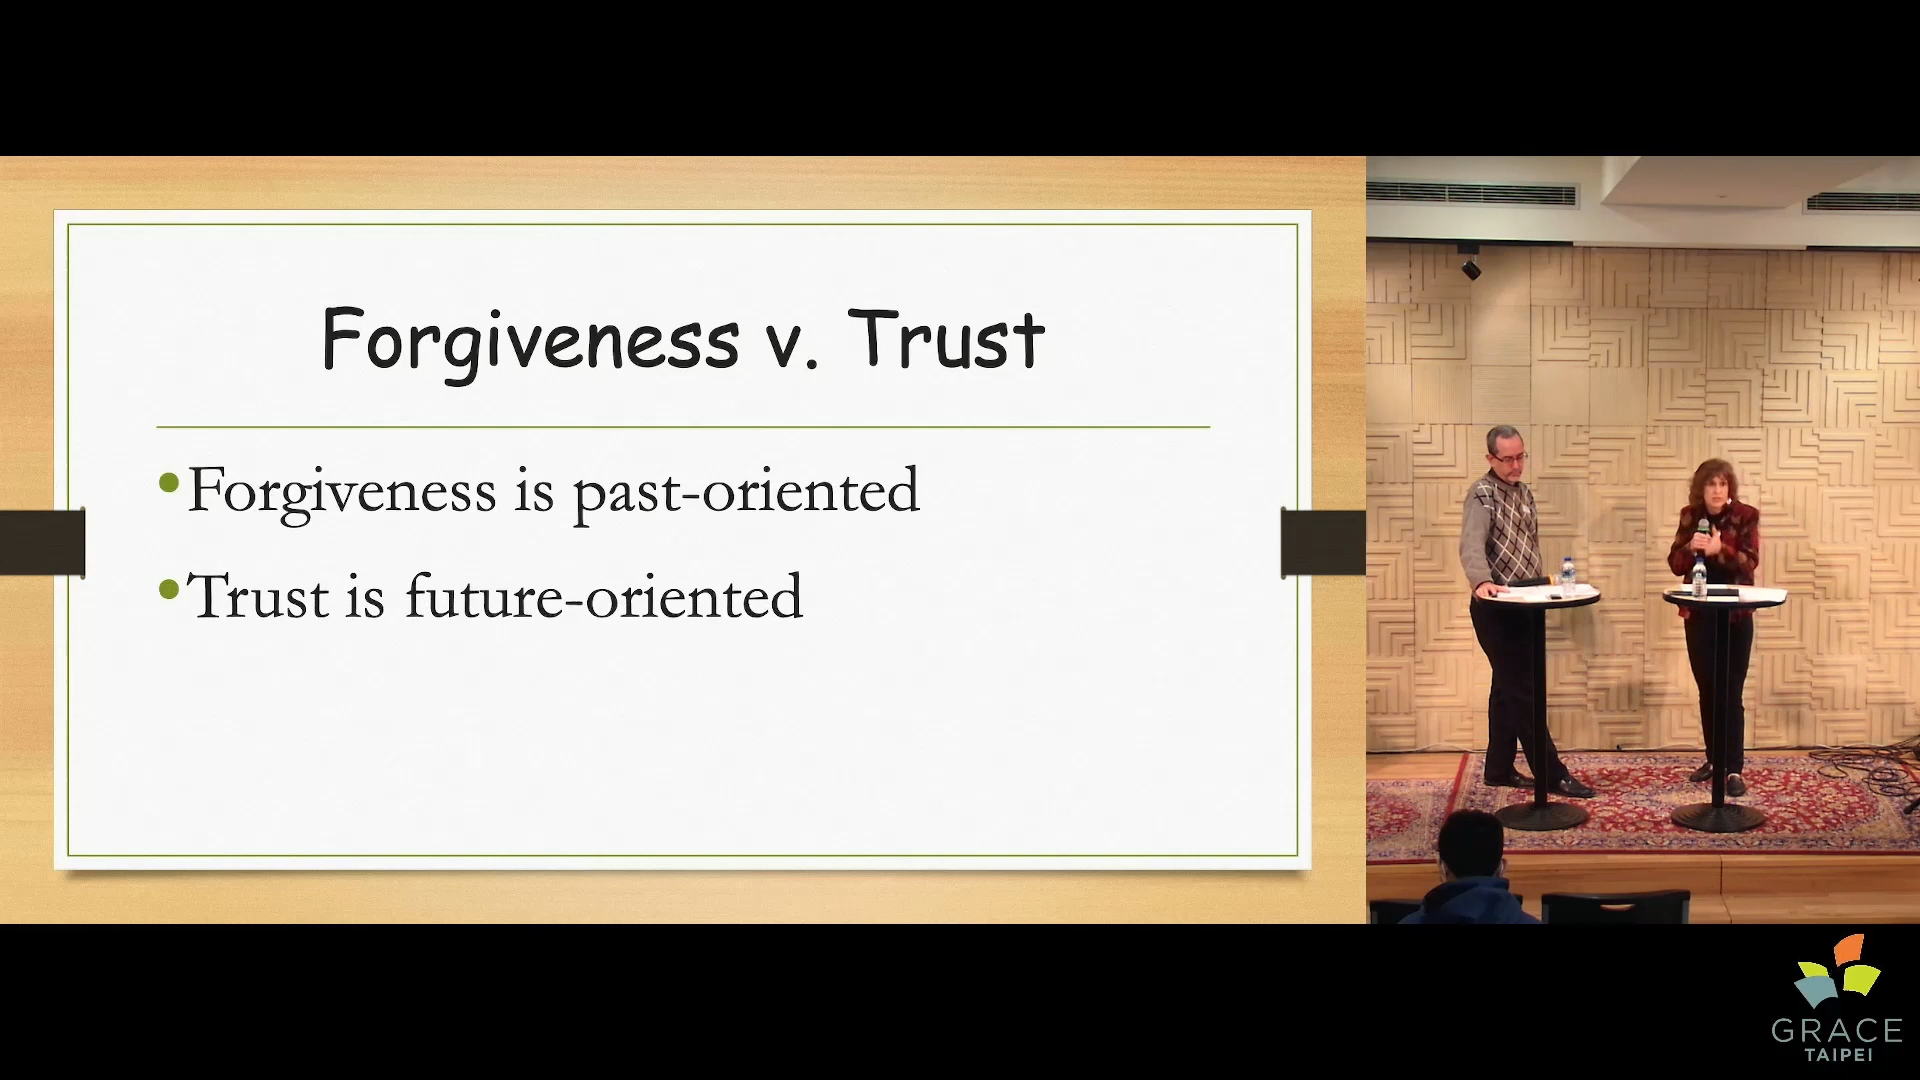 Forgiveness v. Trust
•Forgiveness is past-oriented
•Trust is future-oriented
GRACE
TAIPEI